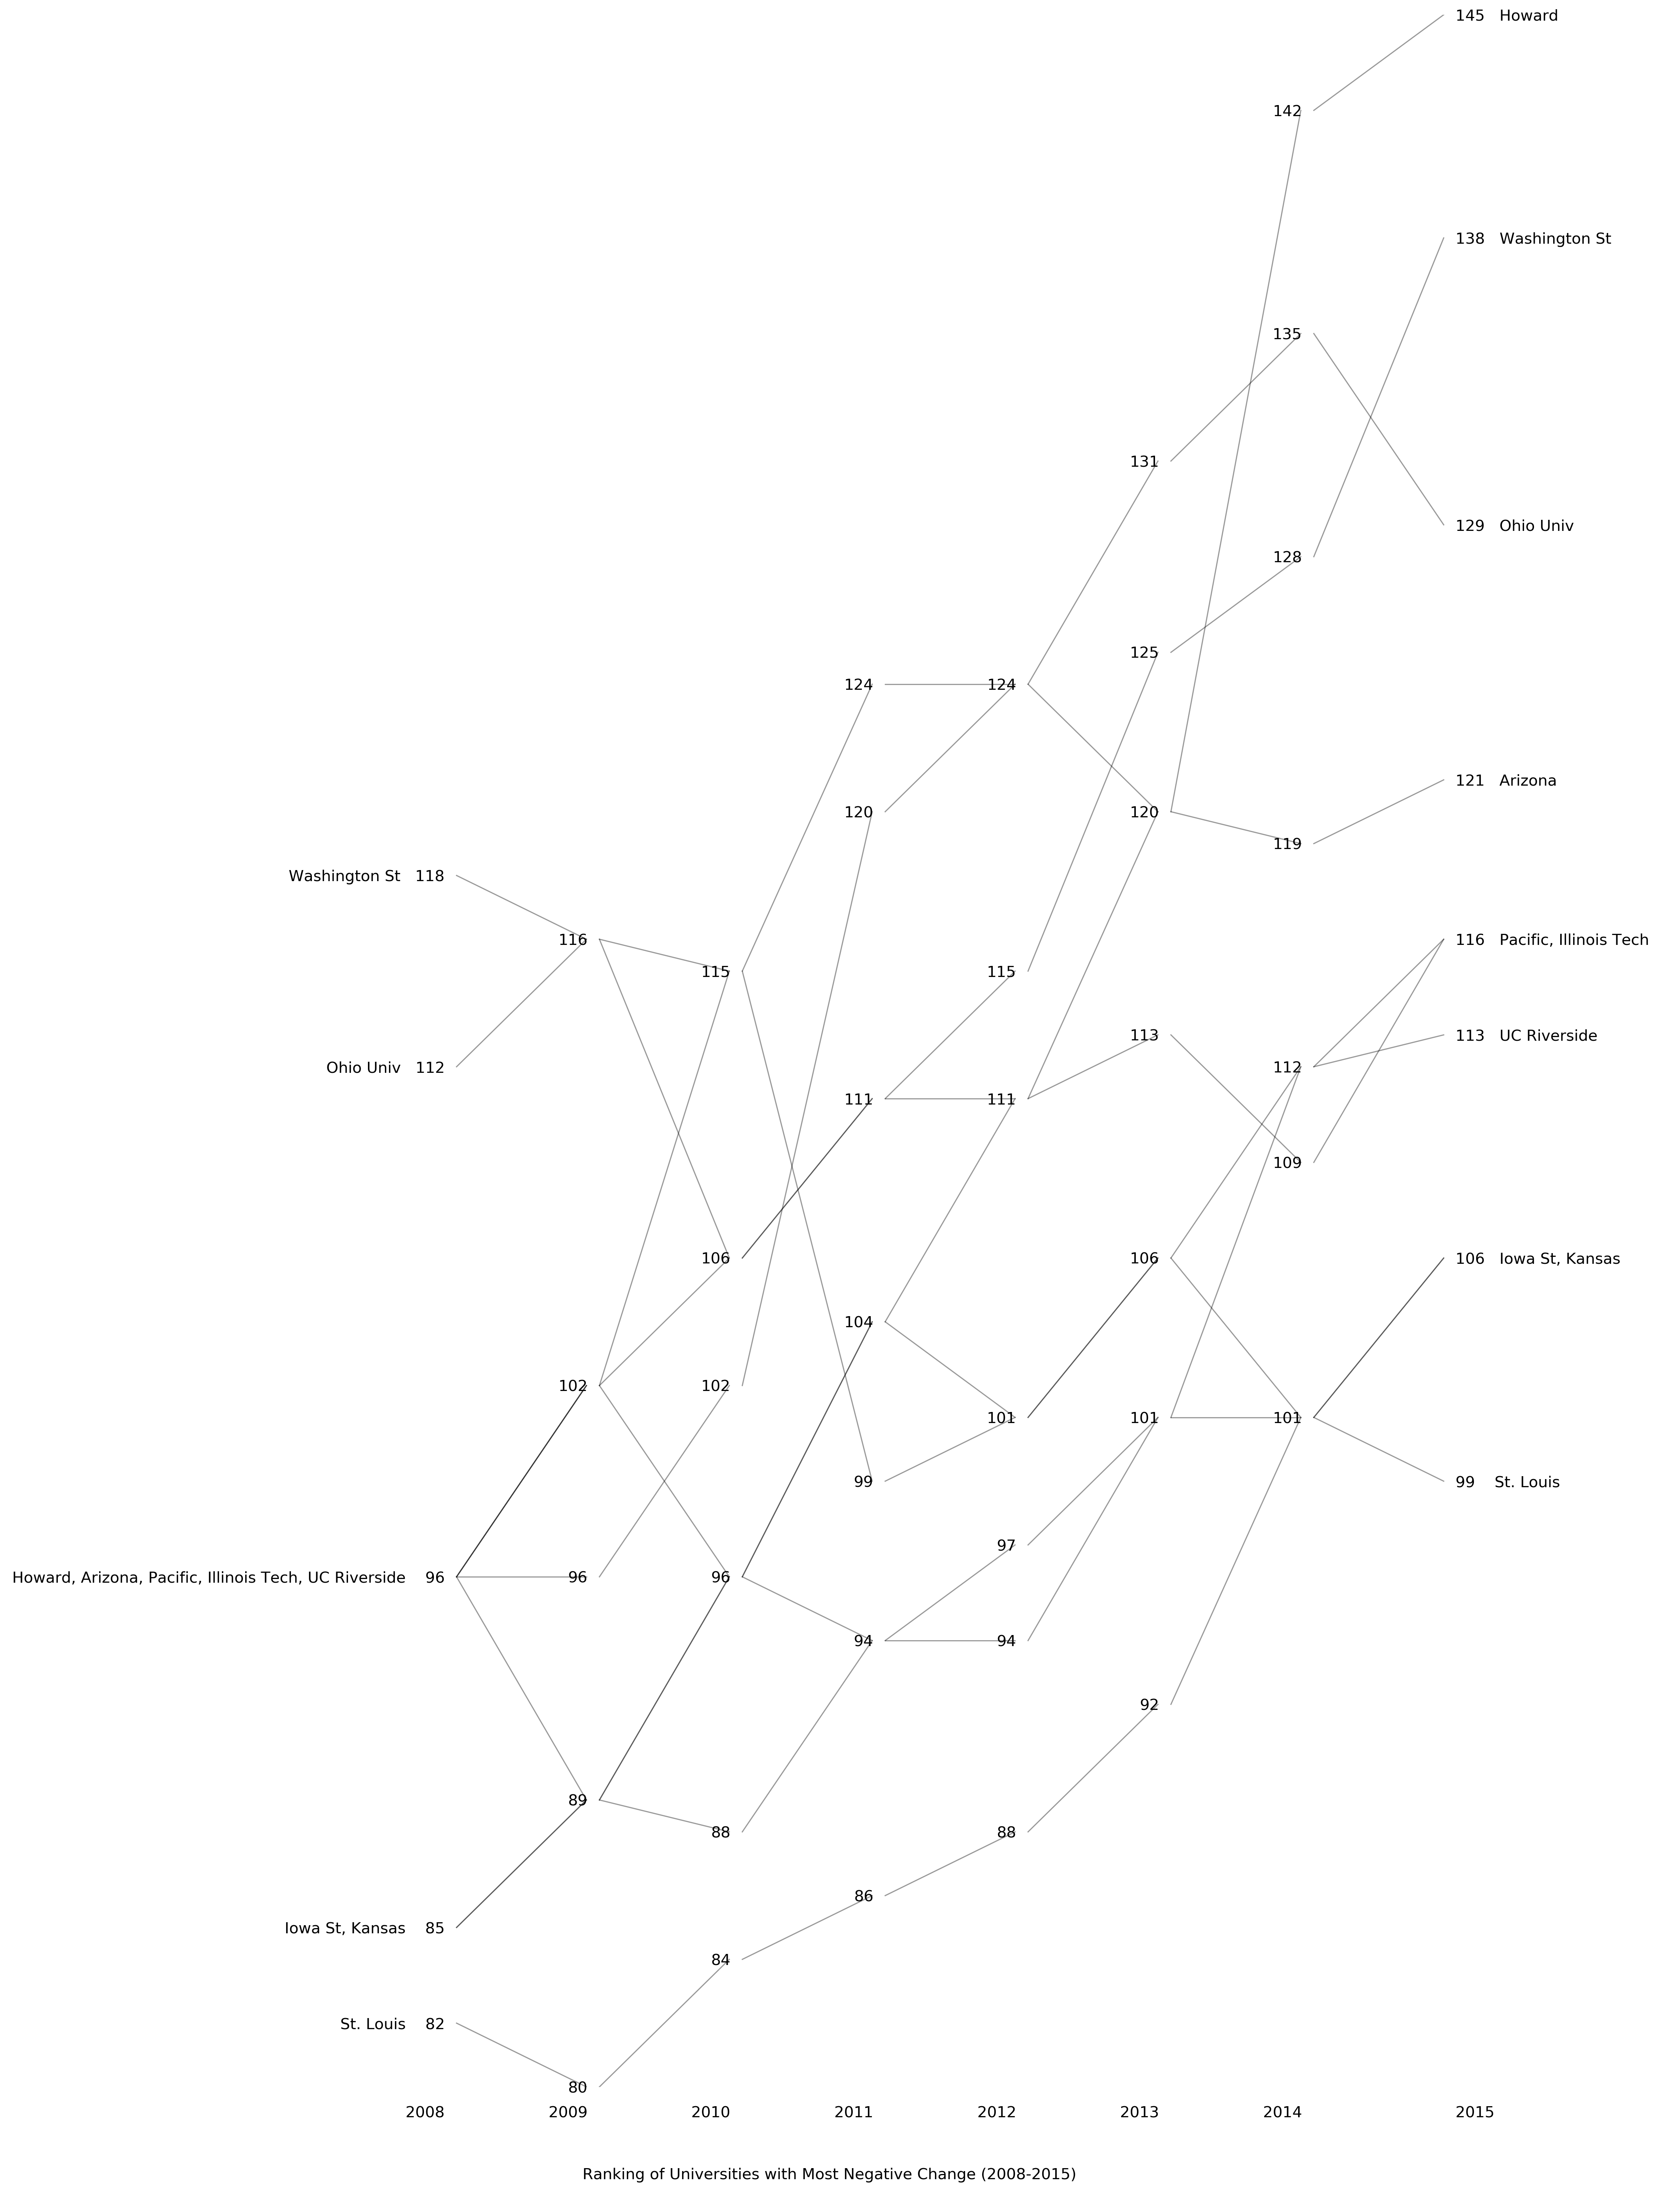 145 Howard
142
138 Washington St
135
131
129 Ohio Univ
128
125
124 124
121 Arizona
120 120
119
Washington St 118
116 116 Pacific, Illinois Tech
115 115
113 113 UC Riverside
Ohio Univ 112 112
111 111
109
106 106 106 Iowa St, Kansas
104
102 102
101 101 101
99 99 St. Louis
97
Howard, Arizona, Pacific, Illinois Tech, UC Riverside 96 96 96
94 94
92
89
88 88
86
Iowa St, Kansas 85
84
St. Louis 82
80
2008 2009 2010 2011 2012 2013 2014 2015
Ranking of Universities with Most Negative Change (2008-2015)